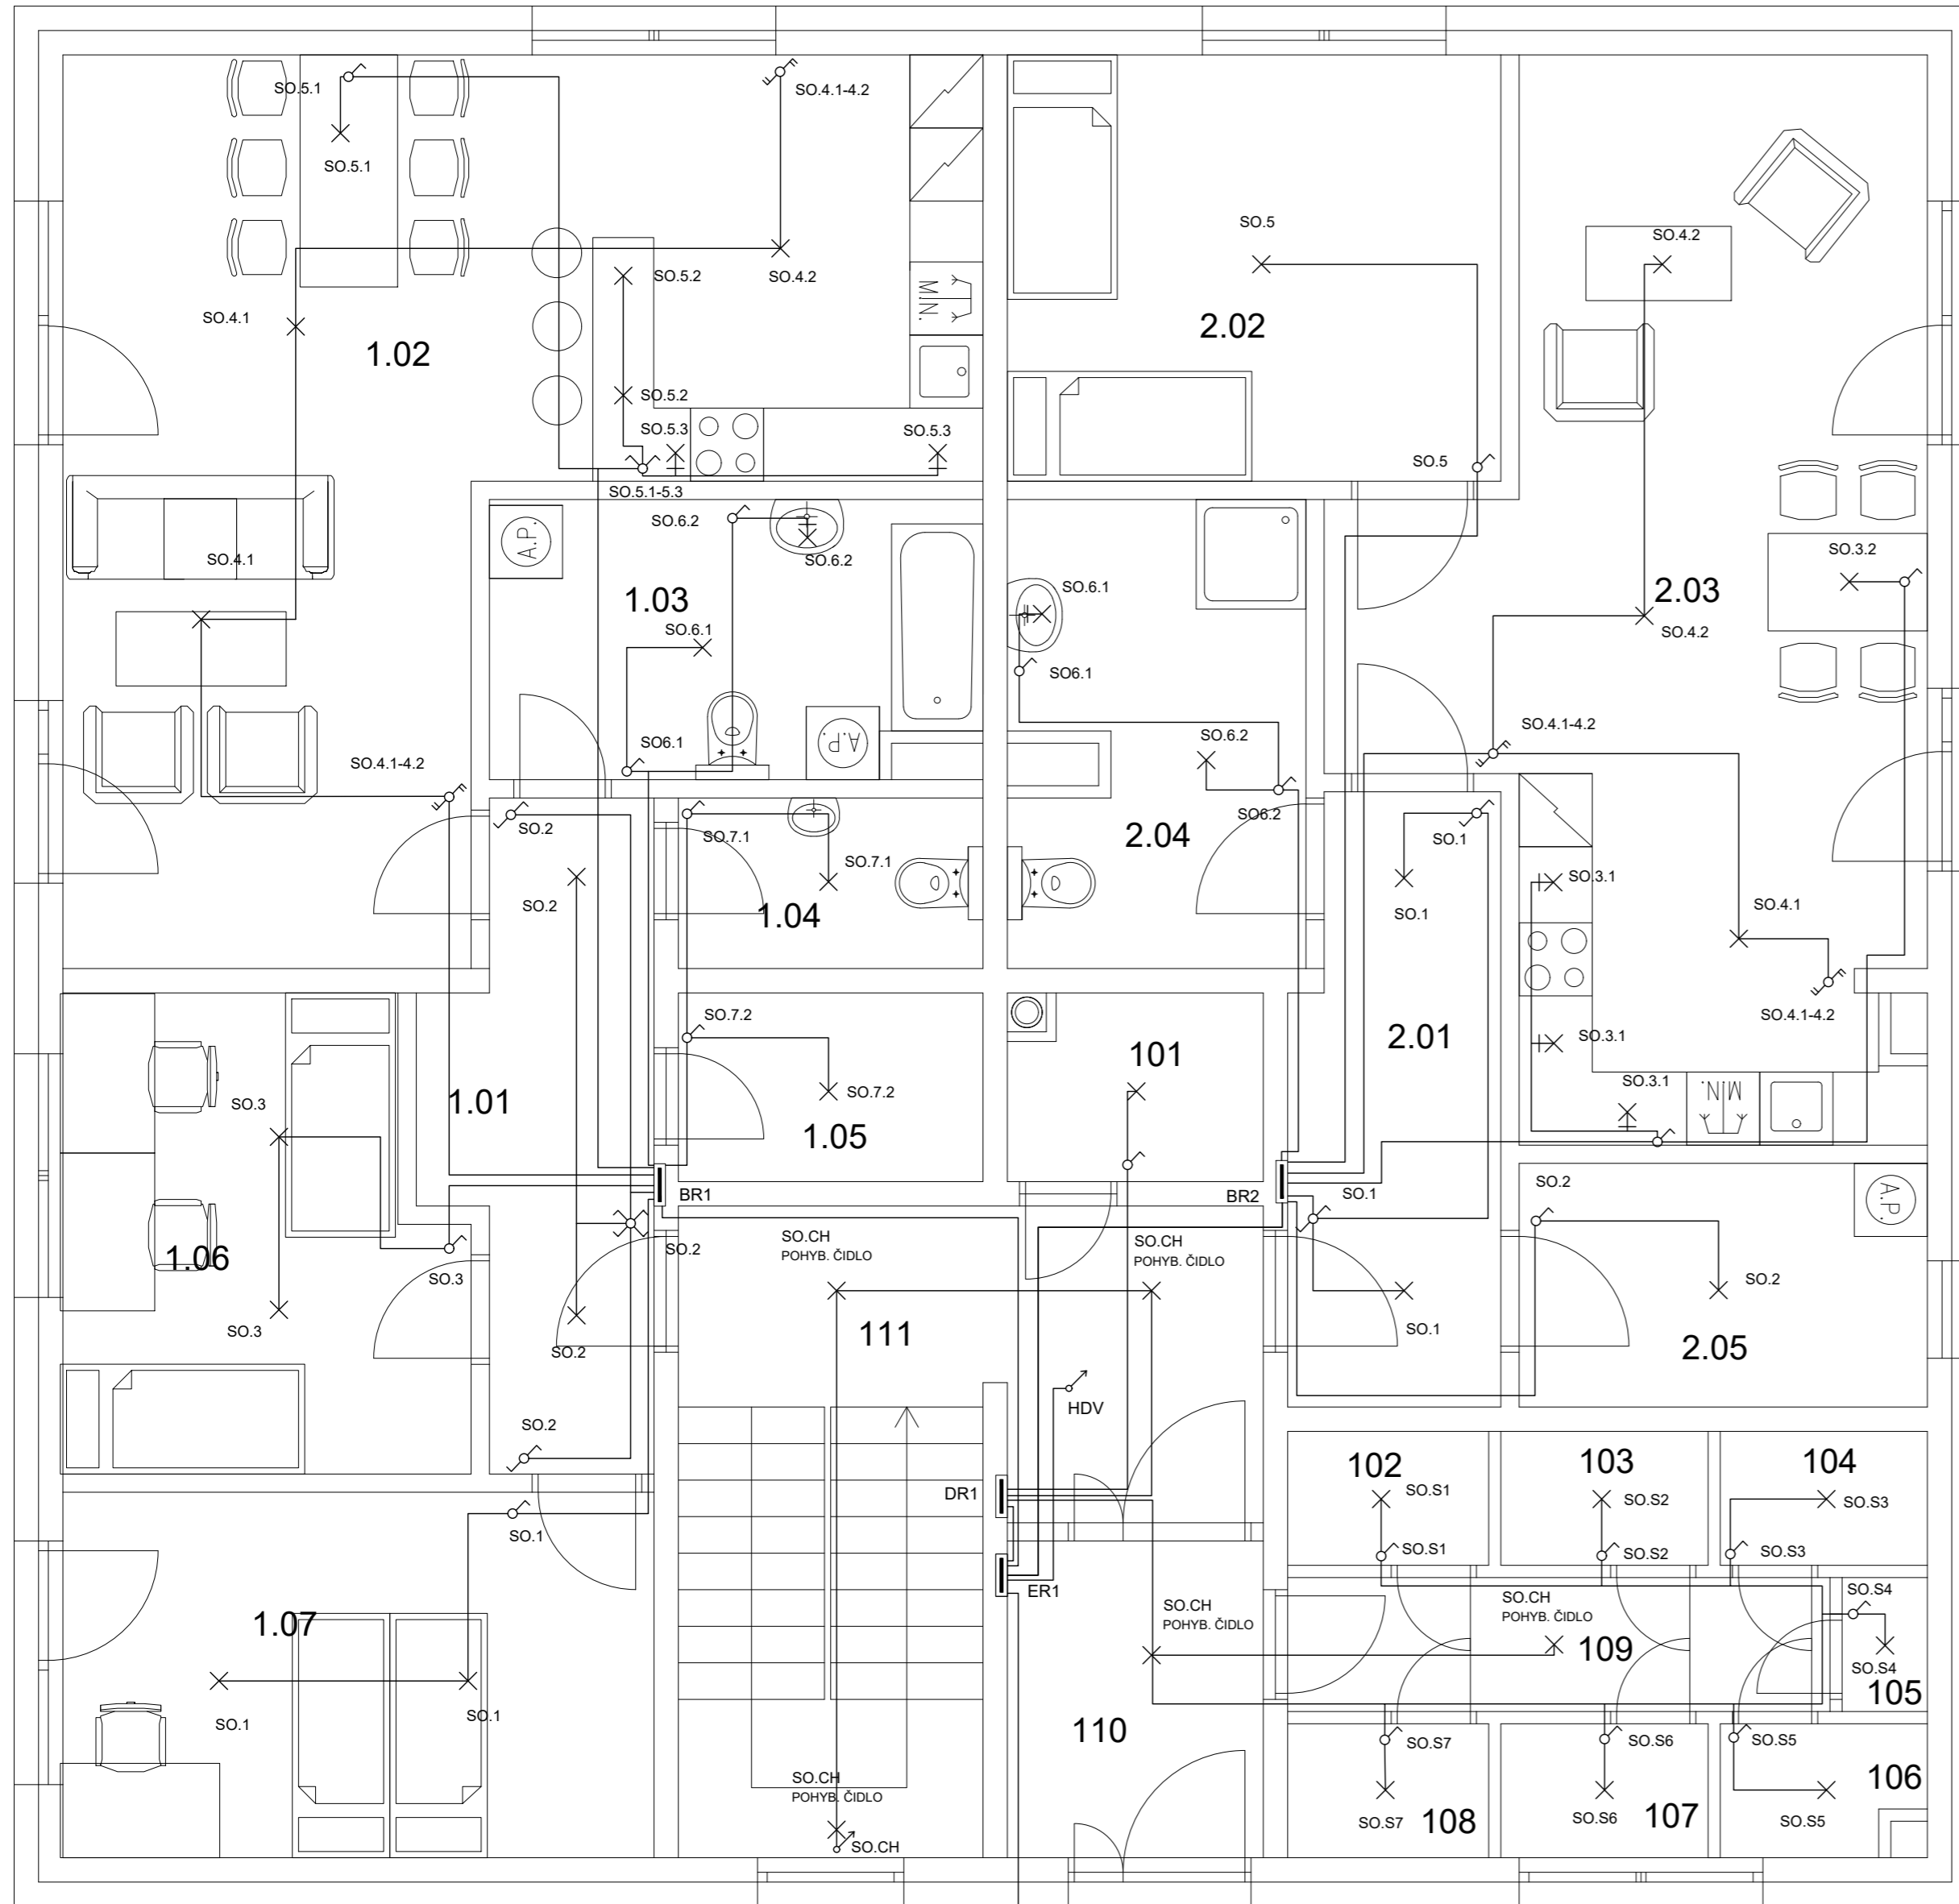 SO.5.1
SO.4.1-4.2
SO.5.1
SO.5
SO.4.2
SO.4.2
SO.5.2
M.N.
SO.4.1
1.02
2.02
SO.5.2
SO.5.3
SO.5.3
SO.5
SO.5.1-5.3
SO.6.2
A.P.
SO.6.2
SO.4.1
SO.3.2
SO.6.1
1.03
2.03
SO.6.1
SO.4.2
SO6.1
SO.4.1-4.2
SO.6.2
SO6.1
A.P.
SO.4.1-4.2
SO6.2
SO.2
SO.7.1
2.04
SO.1
SO.7.1
SO.3.1
SO.2
1.04
SO.1
SO.4.1
SO.7.2
SO.4.1-4.2
2.01
SO.3.1
101
SO.3.1
SO.7.2
M.N.
SO.3
1.01
1.05
BR1
BR2
SO.1
SO.2
A.P.
SO.CH
POHYB. ČIDLO
SO.CH
POHYB. ČIDLO
SO.2
1.06
SO.3
SO.2
SO.3
SO.2
111
SO.1
2.05
HDV
SO.2
102
103
104
DR1
SO.S1
SO.S2
SO.S3
SO.1
SO.S1
SO.S2
SO.S3
ER1
SO.S4
SO.CH
POHYB. ČIDLO
SO.CH
POHYB. ČIDLO
1.07
109
SO.S4
105
SO.1
SO.1
110
SO.S7
SO.S6
SO.S5
SO.CH
POHYB. ČIDLO
106
SO.S7
108
SO.S6
107
SO.S5
SO.CH